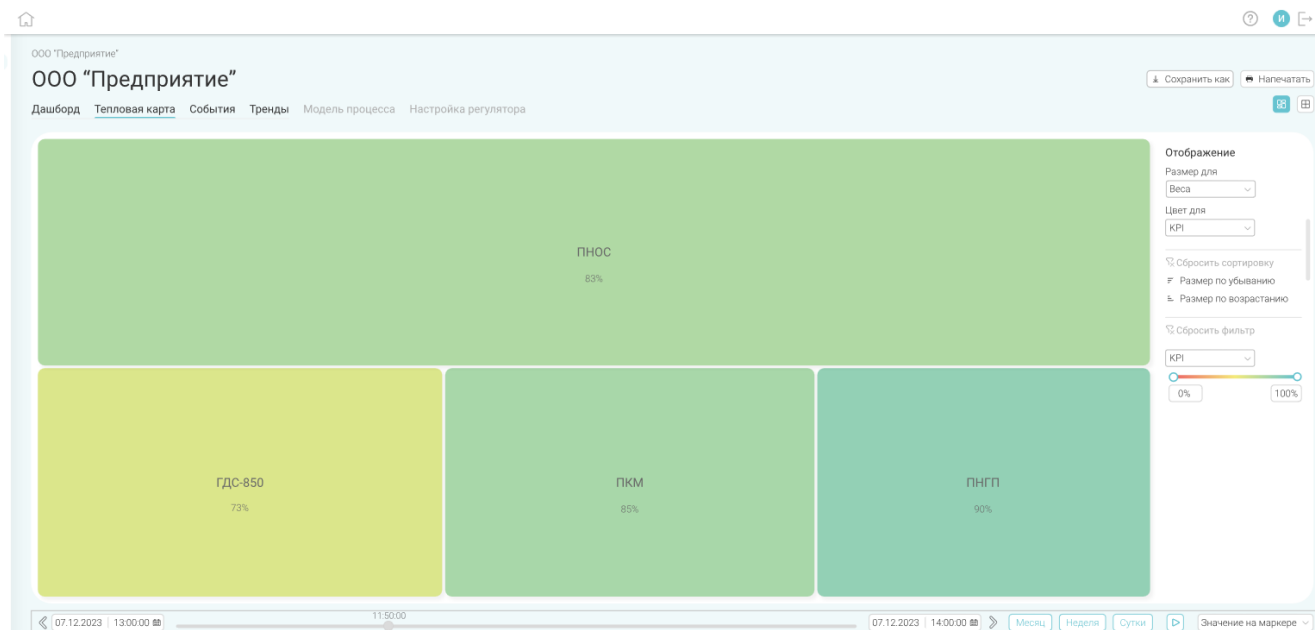 И
ООО “Предприятие”
ООО “Предприятие”
Сохранить как
Напечатать
Дашборд Тепловая карта События Тренды Модель процесса Настройка регулятора
ПНОС
83%
ГДС-850
73%
ПКМ
85%
ПНГП
90%
Отображение
Размер для
Веса
Цвет для
KPI
Сбросить сортировку
Размер по убыванию
Размер по возрастанию
Сбросить фильтр
KPI
0% 100%
11:50:00
07.12.2023 13:00:00
07.12.2023 14:00:00
Месяц Неделя Сутки
Значение на маркере